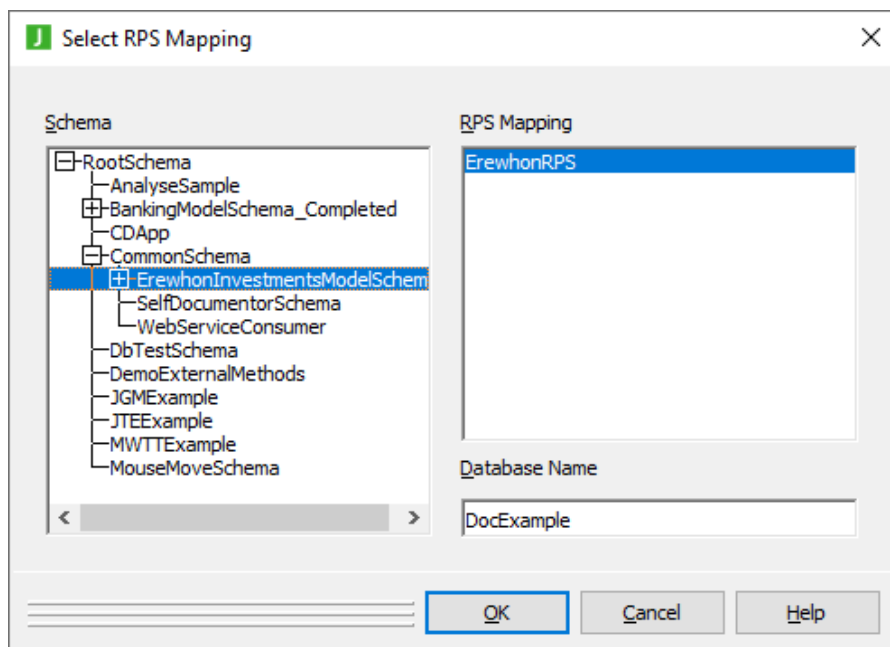 J Select RPS Mapping
Schema
RootSchema
AnalyseSample
BankingModelSchema_Completed
CDApp
CommonSchema
ErewhonInvestmentsModelSchem
SelfDocumentorSchema
WebServiceConsumer
DbTestSchema
DemoExternalMethods
JGMExample
JTEExample
MWTTExample
MouseMoveSchema
RPS Mapping
ErewhonRPS
Database Name
DocExample
OK
Cancel
Help